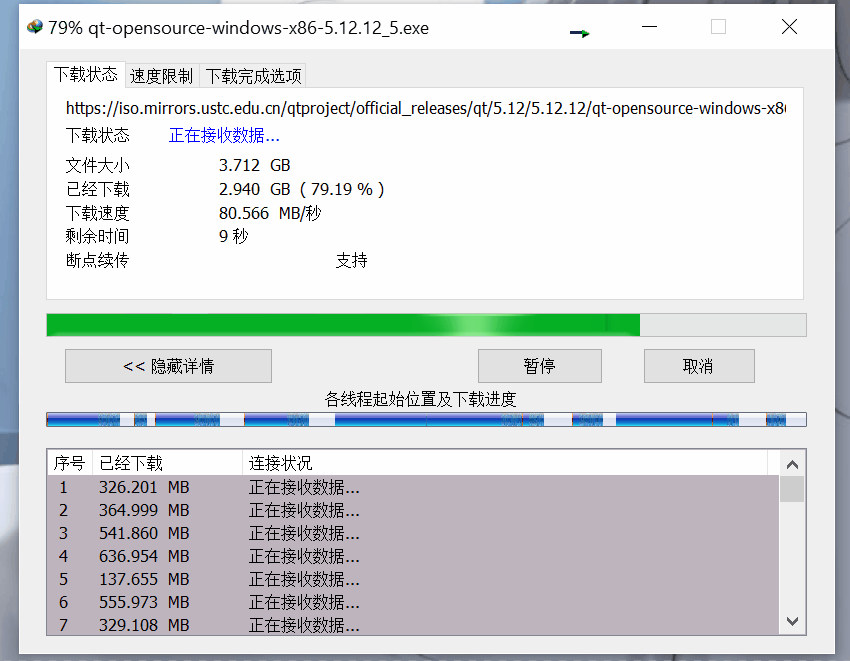 79% qt-opensource-windows-x86-5.12.12_5.exe
下载状态 速度限制 下载完成选项
https://iso.mirrors.ustc.edu.cn/qtproject/official_releases/qt/5.12/5.12.12/qt-opensource-windows-x8
下载状态 正在接收数据...
文件大小 3.712 GB
已经下载 2.940 GB ( 79.19 % )
下载速度 80.566 MB/秒
剩余时间 9 秒
断点续传 支持
<< 隐藏详情 暂停 取消
各线程起始位置及下载进度
序号 已经下载 连接状况
1 326.201 MB 正在接收数据...
2 364.999 MB 正在接收数据...
3 541.860 MB 正在接收数据...
4 636.954 MB 正在接收数据...
5 137.655 MB 正在接收数据...
6 555.973 MB 正在接收数据...
7 329.108 MB 正在接收数据...